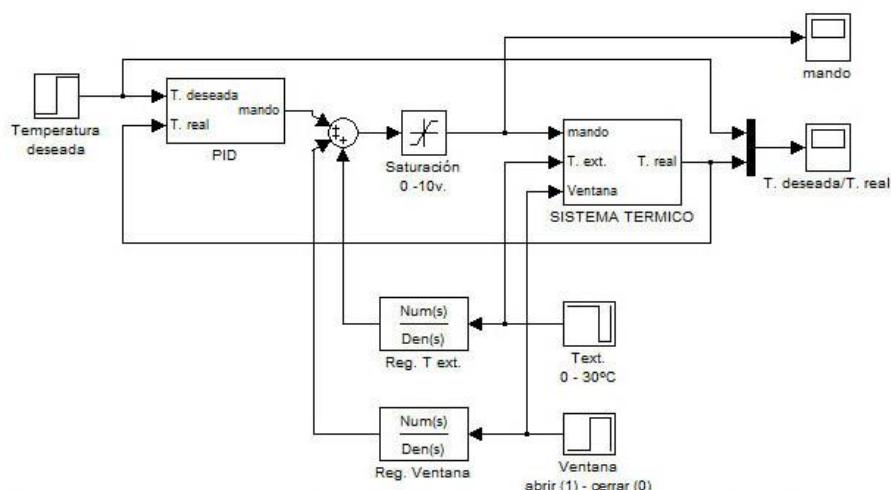 mando
Temperatura
deseada
T. deseada
mando
T. real
PID
Saturación
0 -10v.
mando
T. ext.
T. real
Ventana
SISTEMA TERMICO
T. deseada/T. real
Num(s)
Den(s)
Reg. T ext.
Text.
0 - 30ºC
Num(s)
Den(s)
Reg. Ventana
Ventana
abrir (1) - cerrar (0)